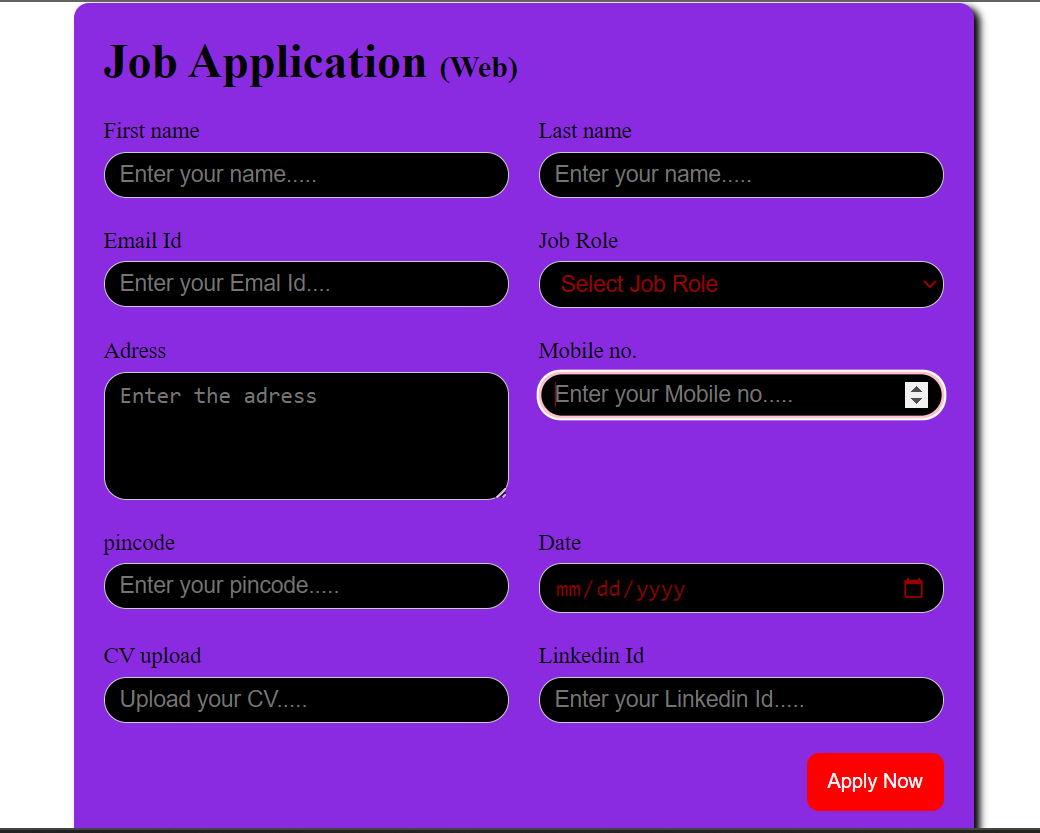 Job Application (Web)
First name
Last name
Enter your name.....
Enter your name.....
Email Id
Job Role
Enter your Emal Id....
Select Job Role
Adress
Mobile no.
Enter the adress
Enter your Mobile no.....
pincode
Date
Enter your pincode.....
mm/dd/yyyy
CV upload
Linkedin Id
Upload your CV.....
Enter your Linkedin Id.....
Apply Now